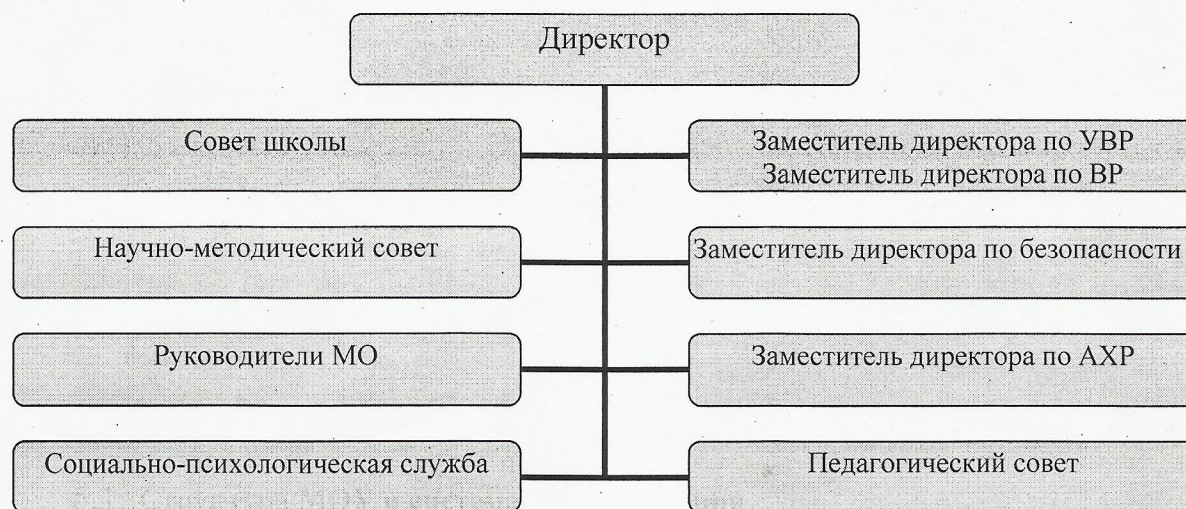 Директор
Совет школы
Заместитель директора по УВР
Заместитель директора по ВР
Научно-методический совет
Заместитель директора по безопасности
Руководители МО
Заместитель директора по АХР
Социально-психологическая служба
Педагогический совет